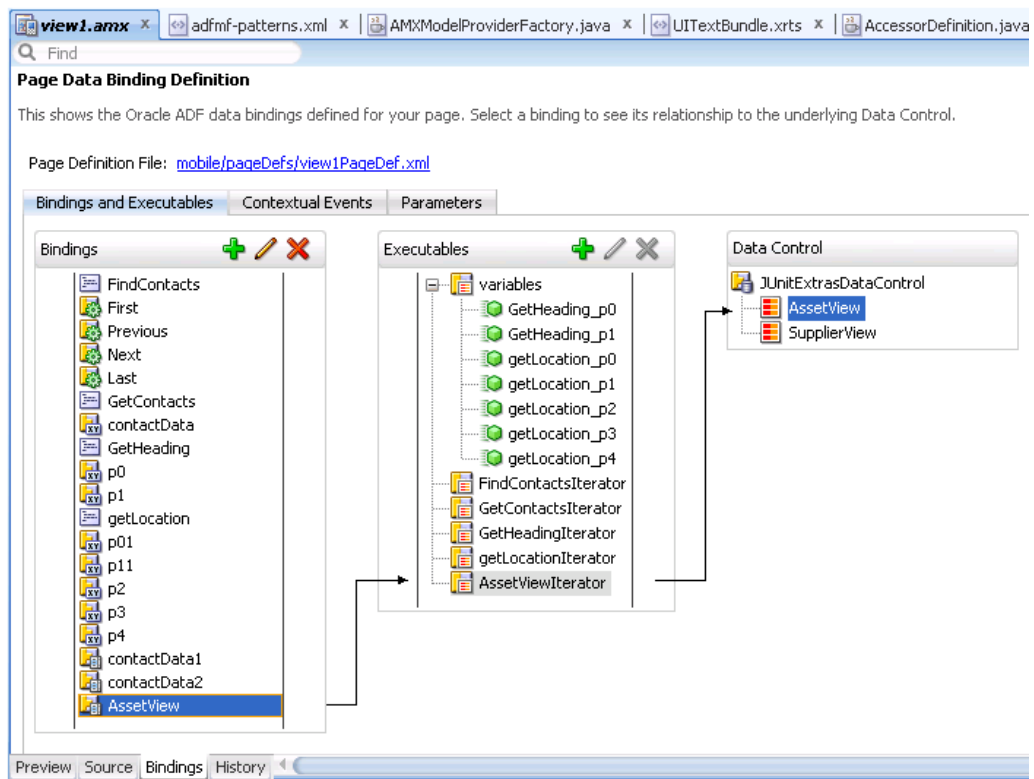 view1.amx x adfmf-patterns.xml x AMXModelProviderFactory.java x UITextBundle.xrts x AccessorDefinition.java
Find
Page Data Binding Definition
This shows the Oracle ADF data bindings defined for your page. Select a binding to see its relationship to the underlying Data Control.
Page Definition File: mobile/pageDefs/view1PageDef.xml
Bindings and Executables Contextual Events Parameters
Bindings
FindContacts
First
Previous
Next
Last
GetContacts
contactData
GetHeading
p0
p1
getLocation
p01
p11
p2
p3
p4
contactData1
contactData2
AssetView
Executables
variables
GetHeading_p0
GetHeading_p1
getLocation_p0
getLocation_p1
getLocation_p2
getLocation_p3
getLocation_p4
FindContactsIterator
GetContactsIterator
GetHeadingIterator
getLocationIterator
AssetViewIterator
Data Control
JUnitExtrasDataControl
AssetView
SupplierView
Preview Source Bindings History